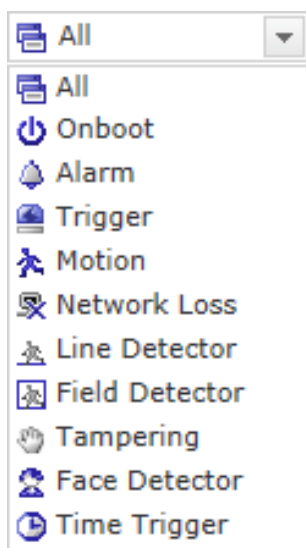 All
All
Onboot
Alarm
Trigger
Motion
Network Loss
Line Detector
Field Detector
Tampering
Face Detector
Time Trigger